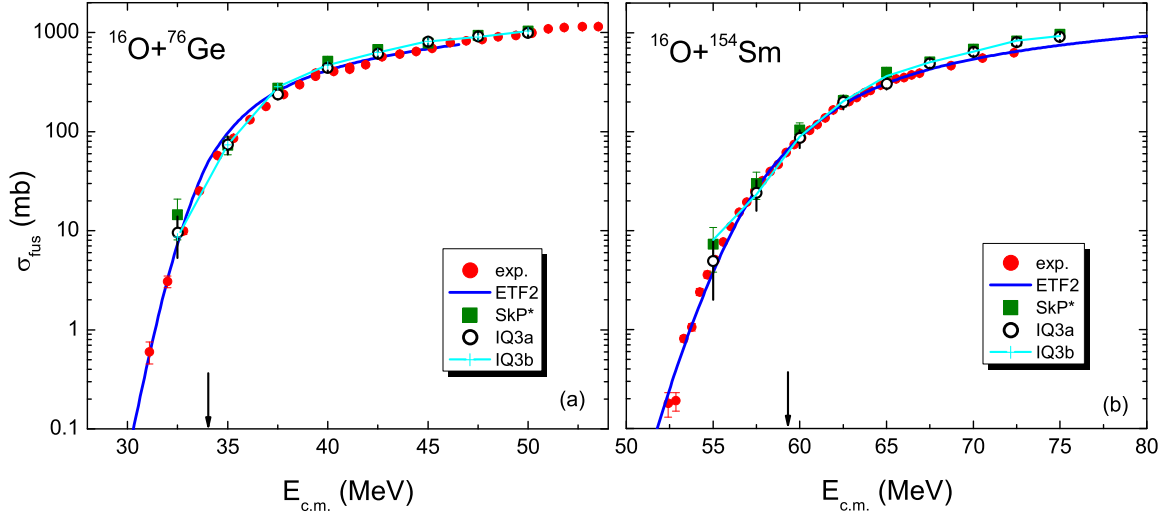 ¹⁶O+⁷⁶Ge
(a)
exp.
ETF2
SkP*
IQ3a
IQ3b
1000
100
10
1
0.1
σfus (mb)
30 35 40 45 50
Ec.m. (MeV)
¹⁶O+¹⁵⁴Sm
(b)
exp.
ETF2
SkP*
IQ3a
IQ3b
50 55 60 65 70 75 80
Ec.m. (MeV)